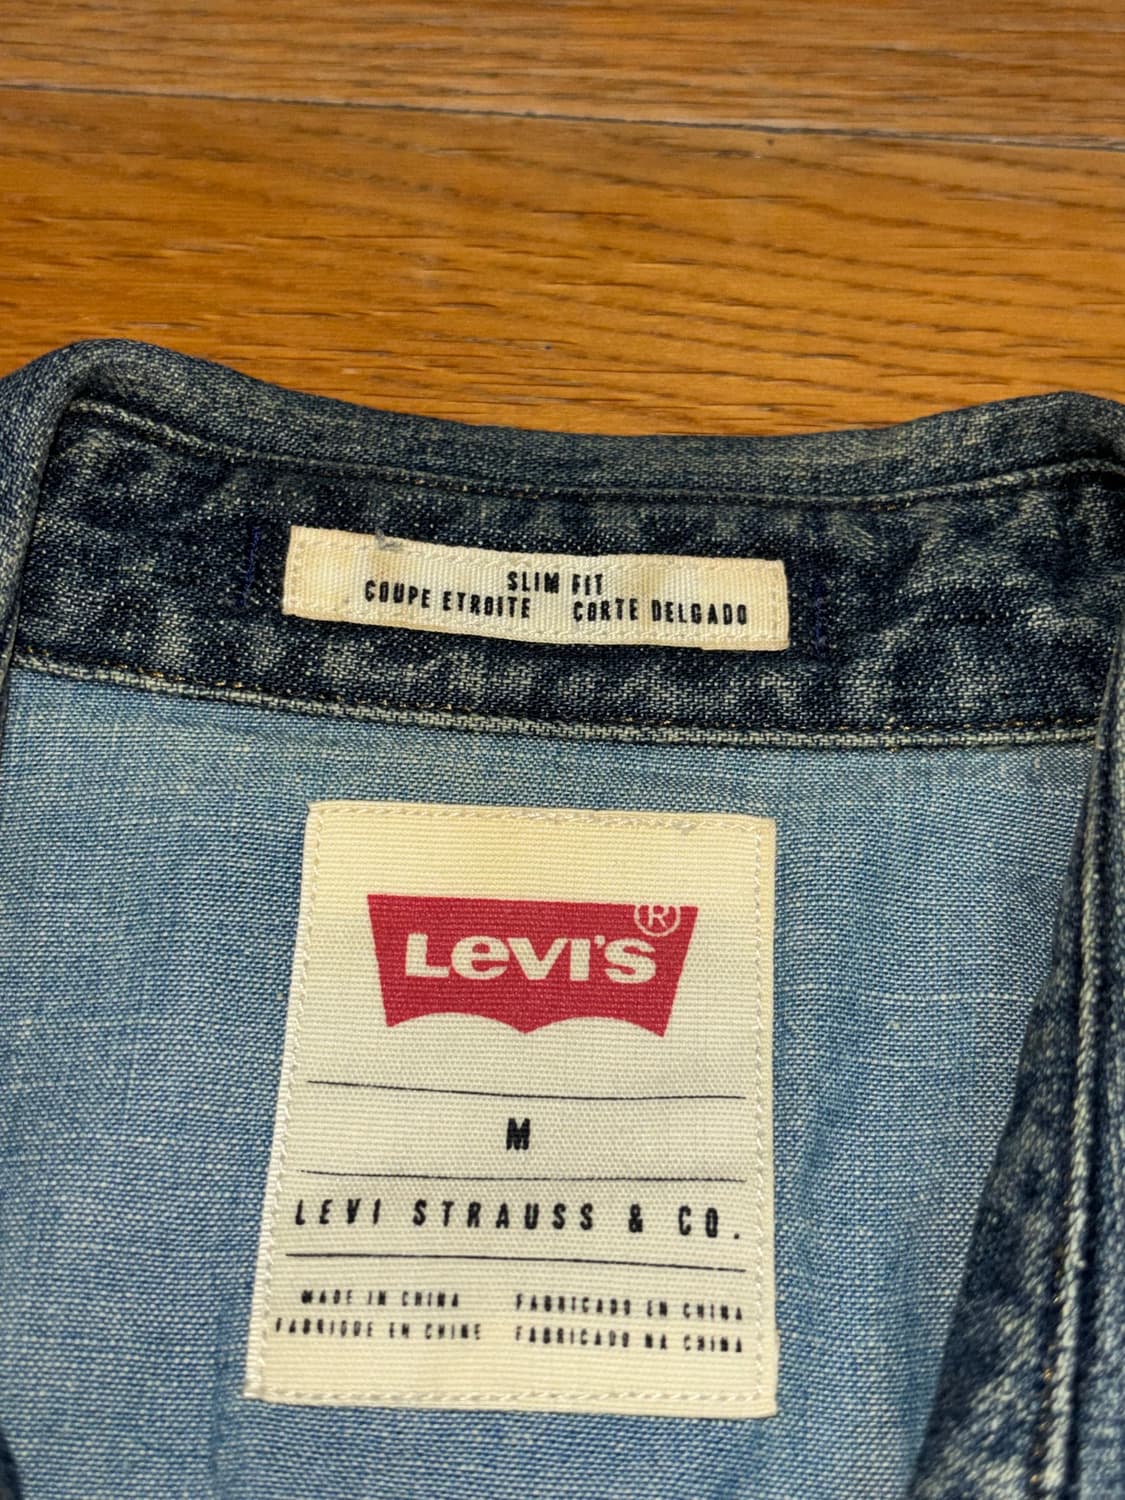 SLIM FIT
COUPE ETROITE CORTE DELGADO
LEVI'S®
M
LEVI STRAUSS & CO.
MADE IN CHINA FABRICADO EN CHINA
FABRIQUE EN CHINE FABRICADO NA CHINA